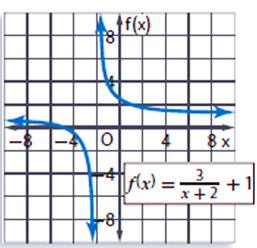 f(x)
8
4
-8 -4 O 4 8 x
-4
f(x) = 3/(x + 2) + 1
-8